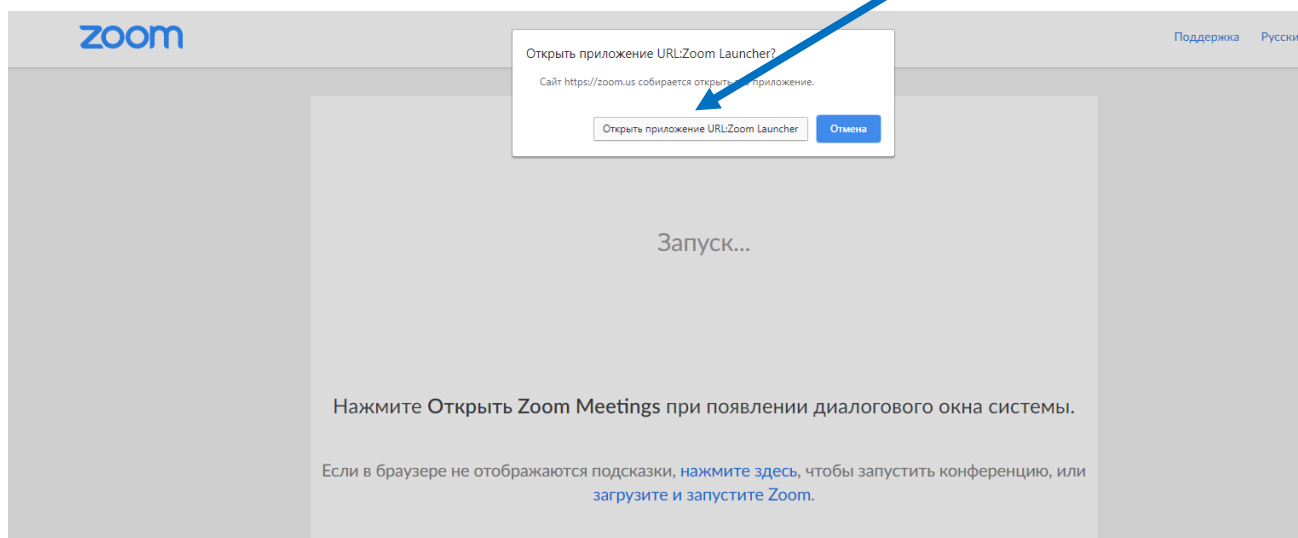 zoom
Поддержка Русски
Открыть приложение URL:Zoom Launcher?
Сайт https://zoom.us собирается открыть приложение.
Открыть приложение URL:Zoom Launcher Отмена
Запуск...
Нажмите Открыть Zoom Meetings при появлении диалогового окна системы.
Если в браузере не отображаются подсказки, нажмите здесь, чтобы запустить конференцию, или
загрузите и запустите Zoom.